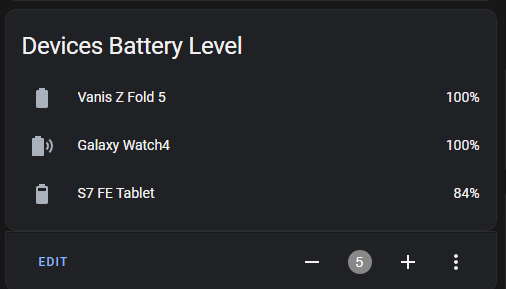 Devices Battery Level
Vanis Z Fold 5 100%
Galaxy Watch4 100%
S7 FE Tablet 84%
EDIT 5